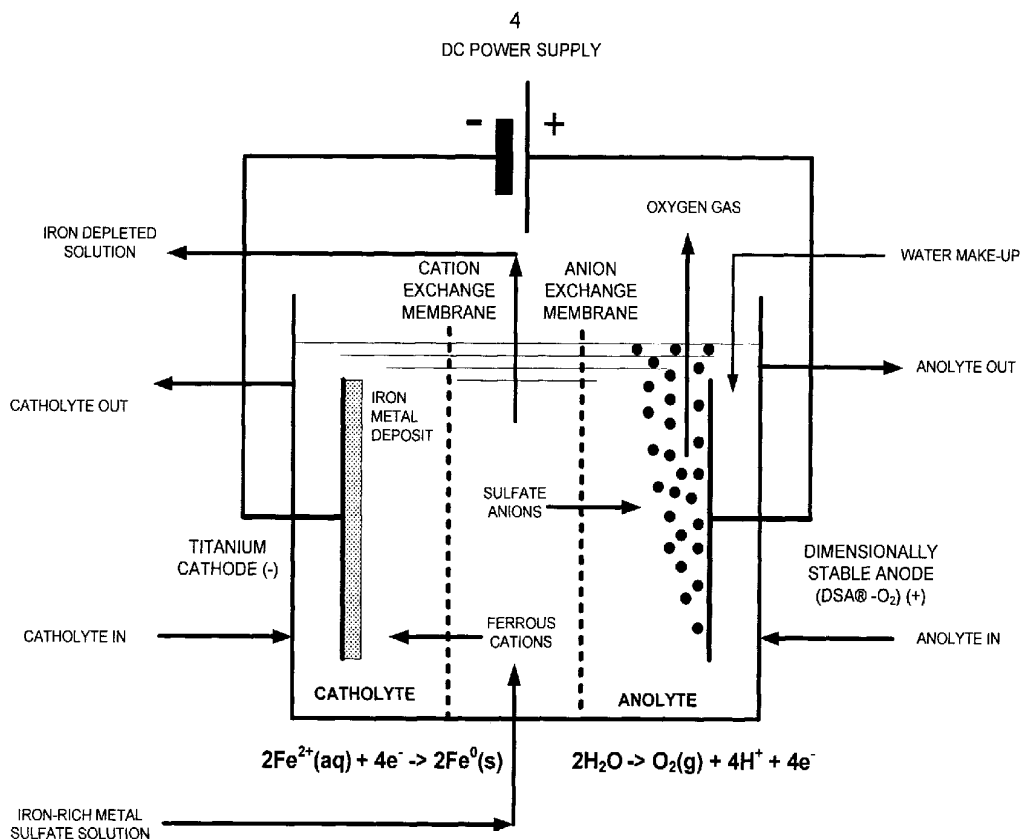 4
DC POWER SUPPLY
- +
OXYGEN GAS
IRON DEPLETED
SOLUTION
WATER MAKE-UP
CATION
EXCHANGE
MEMBRANE
ANION
EXCHANGE
MEMBRANE
ANOLYTE OUT
CATHOLYTE OUT
IRON
METAL
DEPOSIT
SULFATE
ANIONS
TITANIUM
CATHODE (-)
DIMENSIONALLY
STABLE ANODE
(DSA® -O₂) (+)
CATHOLYTE IN
FERROUS
CATIONS
ANOLYTE IN
CATHOLYTE
ANOLYTE
2Fe²⁺(aq) + 4e⁻ -> 2Fe⁰(s)
2H₂O -> O₂(g) + 4H⁺ + 4e⁻
IRON-RICH METAL
SULFATE SOLUTION